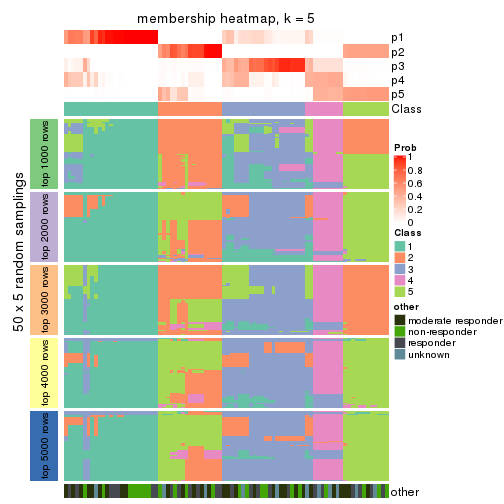 membership heatmap, k = 5
p1
p2
p3
p4
p5
Class
50 x 5 random samplings
top 1000 rows
top 2000 rows
top 3000 rows
top 4000 rows
top 5000 rows
other
Prob
1
0.8
0.6
0.4
0.2
0
Class
1
2
3
4
5
other
moderate responder
non-responder
responder
unknown